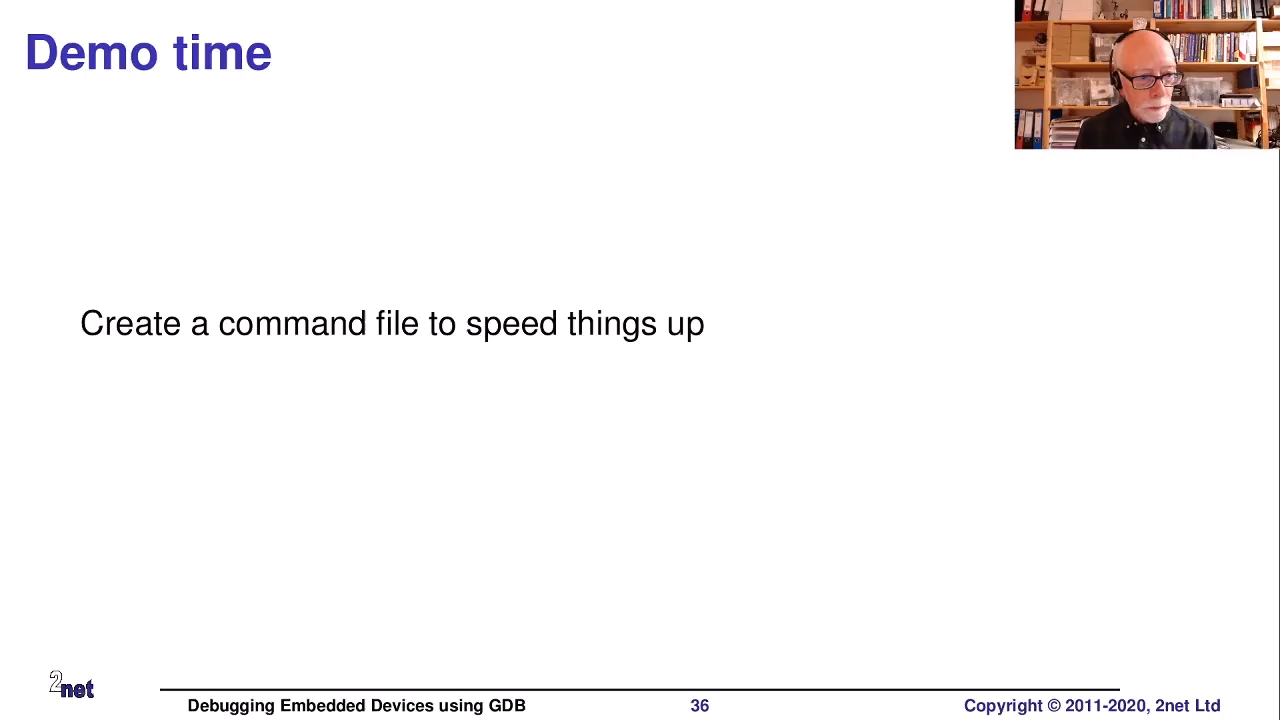 Demo time
Create a command file to speed things up
2net
Debugging Embedded Devices using GDB
36
Copyright © 2011-2020, 2net Ltd